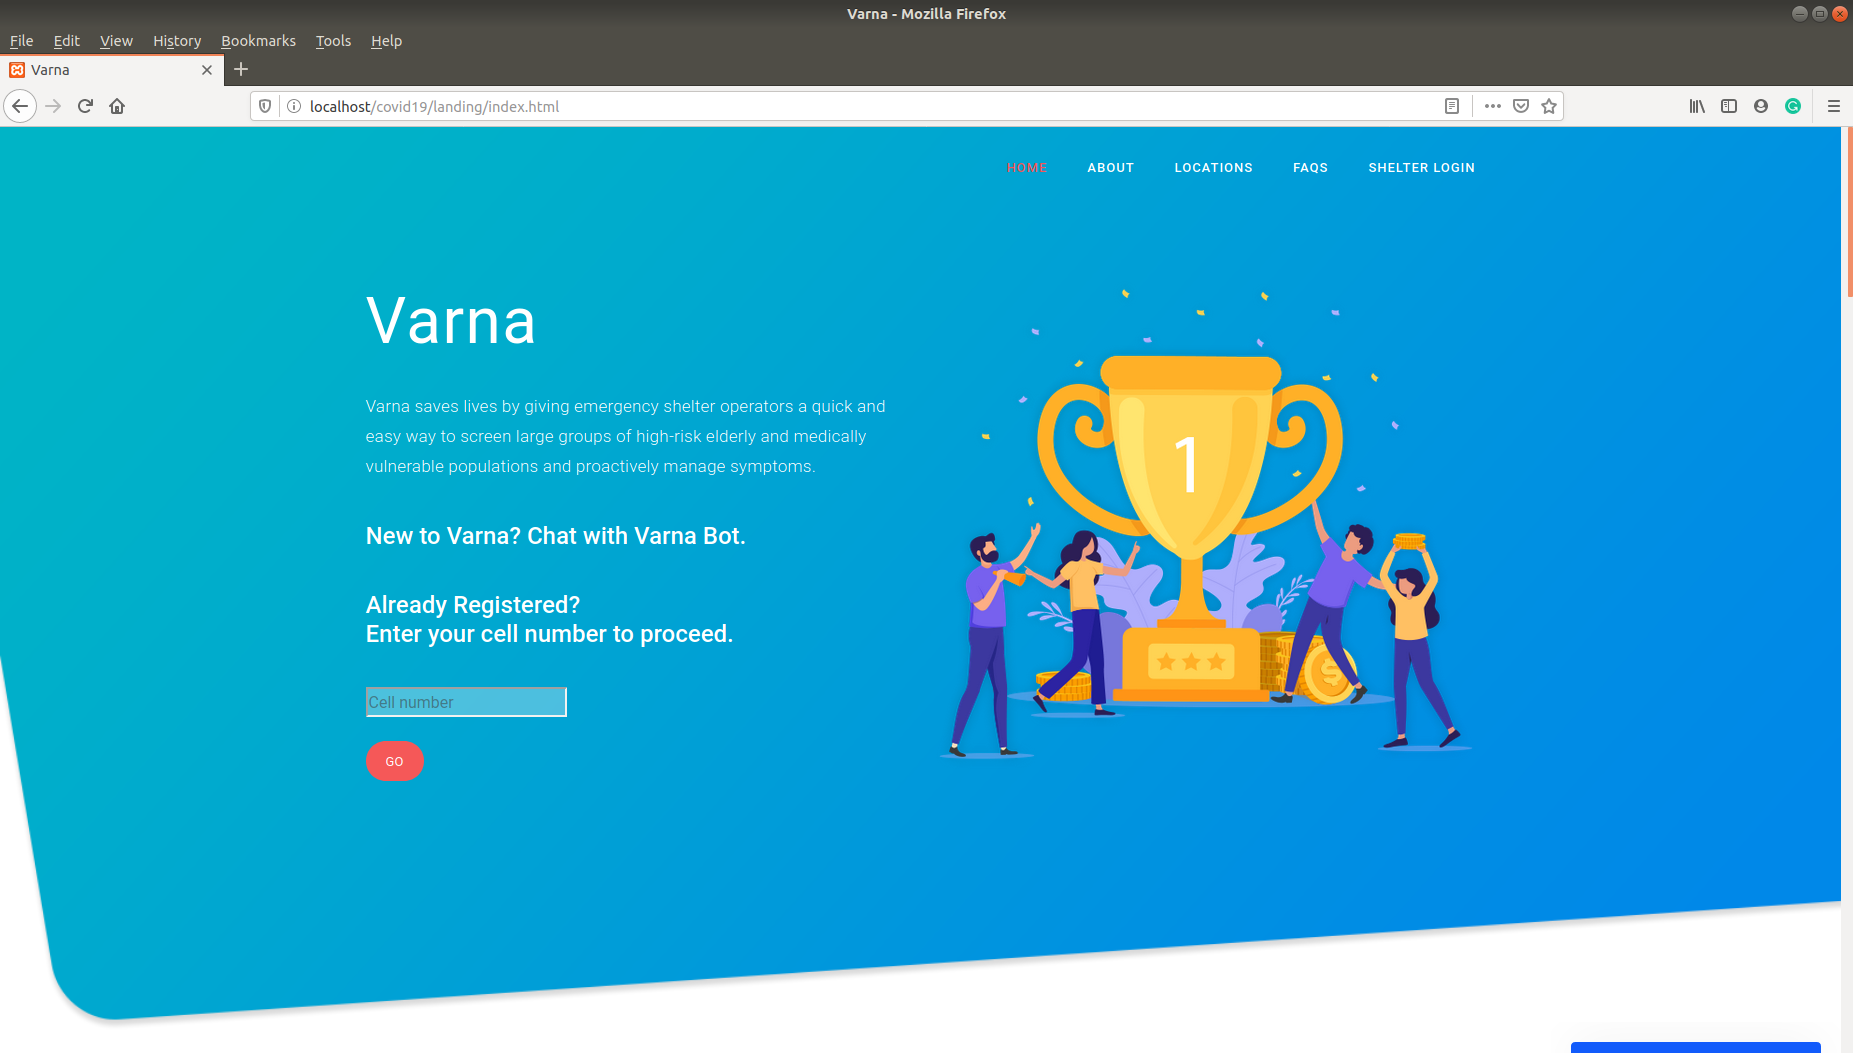 Varna - Mozilla Firefox
File Edit View History Bookmarks Tools Help
Varna
localhost/covid19/landing/index.html
HOME ABOUT LOCATIONS FAQS SHELTER LOGIN
Varna
Varna saves lives by giving emergency shelter operators a quick and
easy way to screen large groups of high-risk elderly and medically
vulnerable populations and proactively manage symptoms.
New to Varna? Chat with Varna Bot.
Already Registered?
Enter your cell number to proceed.
Cell number
GO
1
$